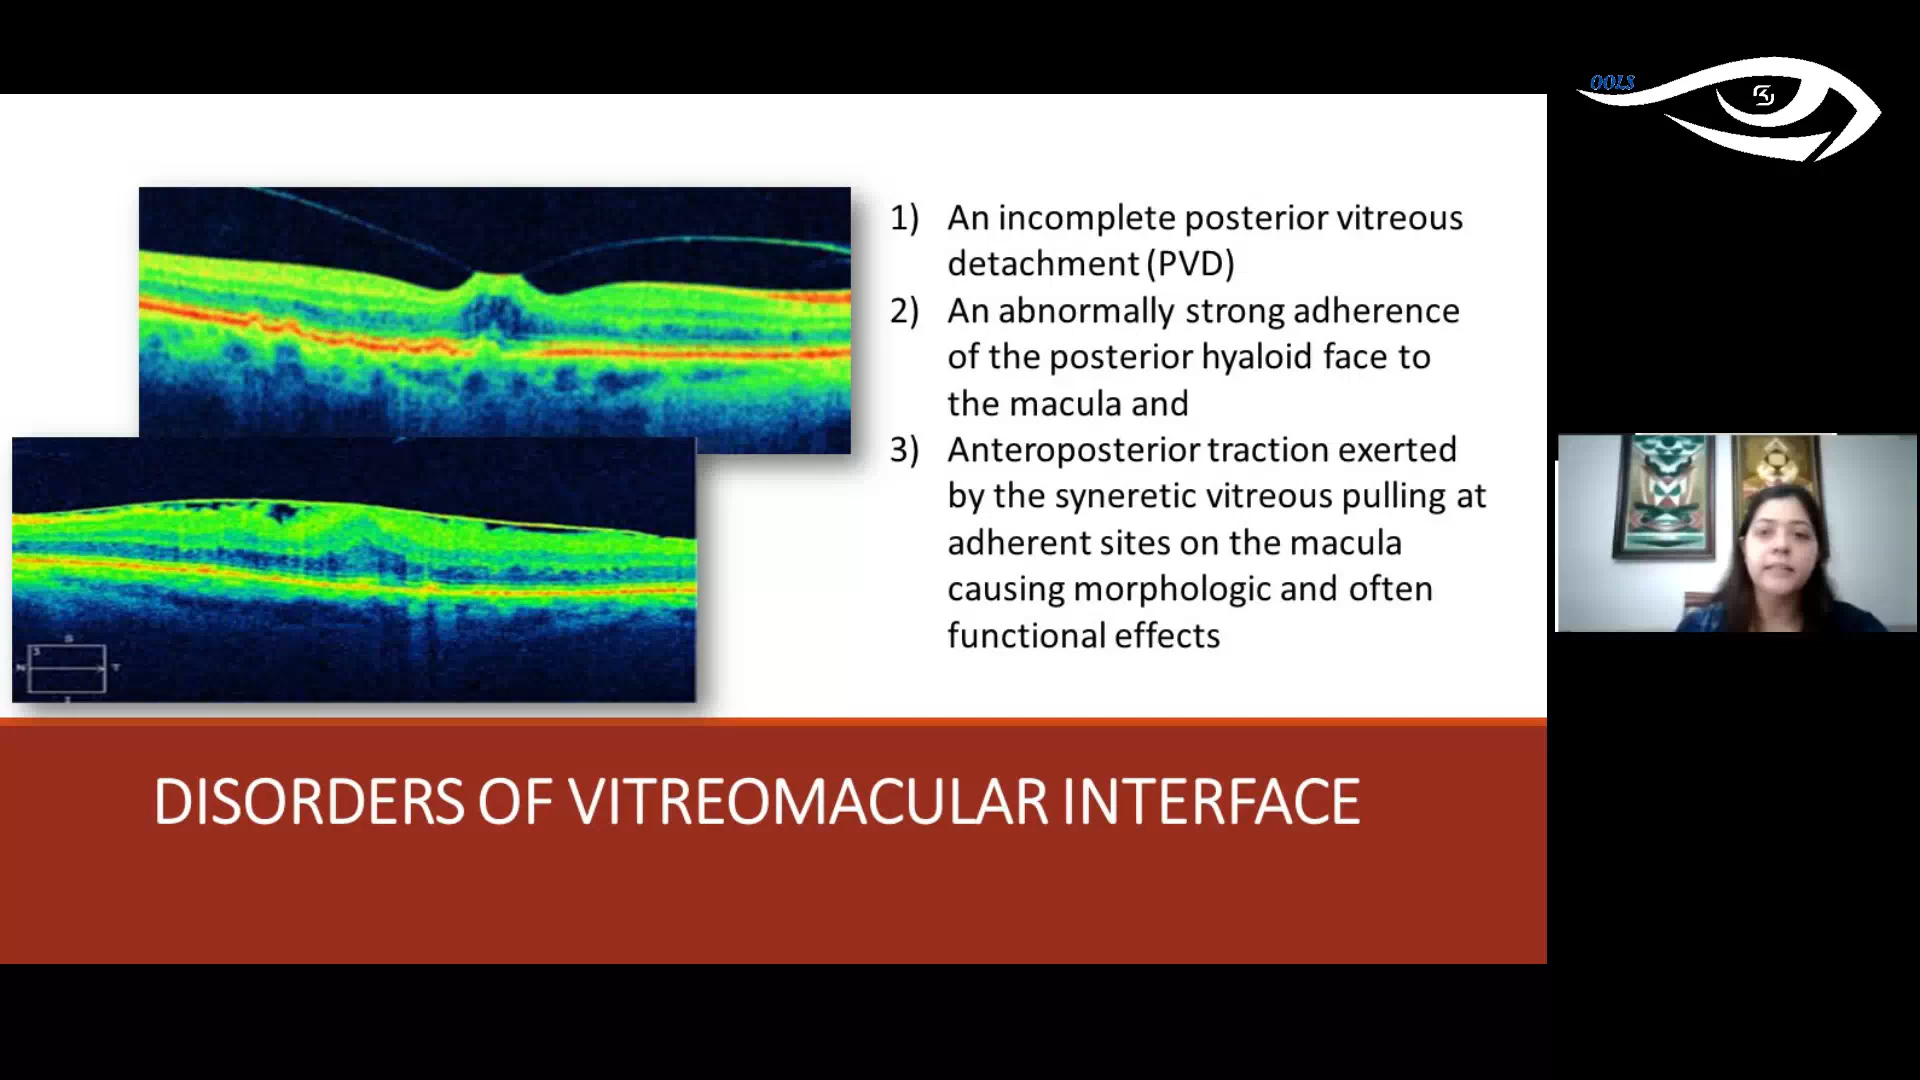 OOLS
1) An incomplete posterior vitreous
detachment (PVD)
2) An abnormally strong adherence
of the posterior hyaloid face to
the macula and
3) Anteroposterior traction exerted
by the syneretic vitreous pulling at
adherent sites on the macula
causing morphologic and often
functional effects
S
3
N T
DISORDERS OF VITREOMACULAR INTERFACE